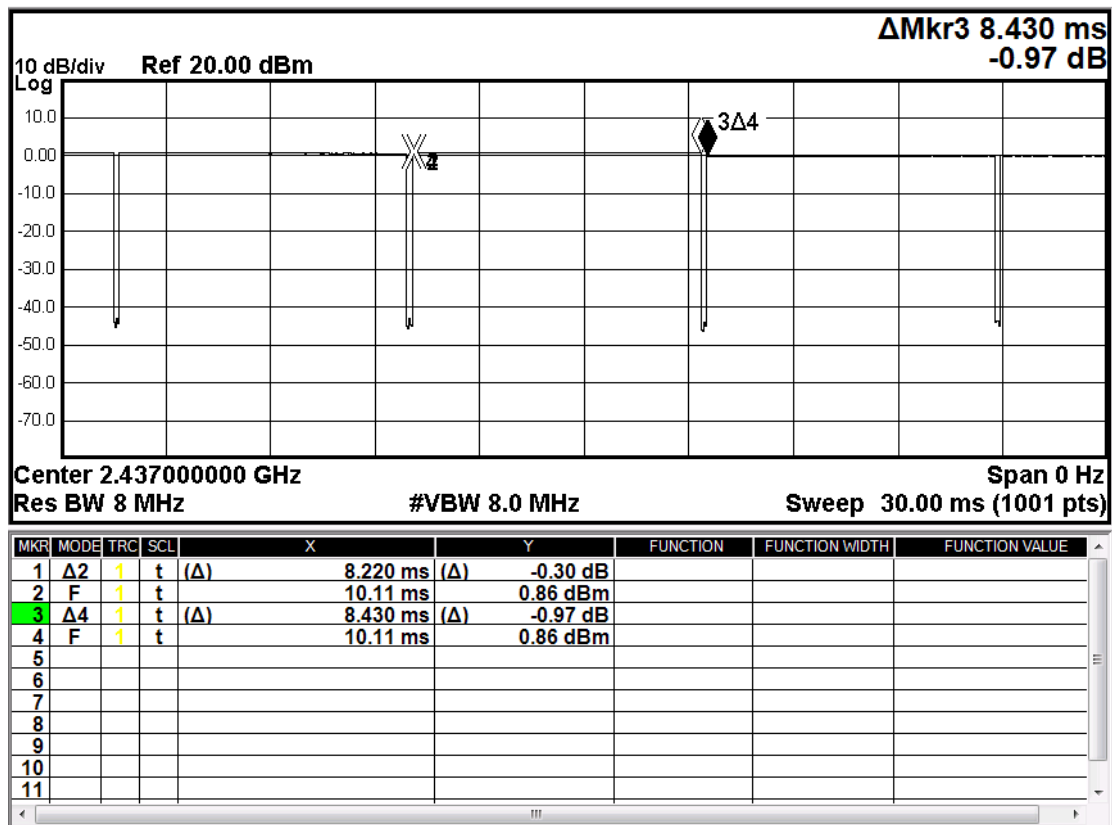 ΔMkr3 8.430 ms
10 dB/div Ref 20.00 dBm -0.97 dB
Log
10.0
0.00
-10.0
-20.0
-30.0
-40.0
-50.0
-60.0
-70.0
3Δ4
Center 2.437000000 GHz Span 0 Hz
Res BW 8 MHz #VBW 8.0 MHz Sweep 30.00 ms (1001 pts)
MKR MODE TRC SCL X Y FUNCTION FUNCTION WIDTH FUNCTION VALUE
1 Δ2 1 t (Δ) 8.220 ms (Δ) -0.30 dB
2 F 1 t 10.11 ms 0.86 dBm
3 Δ4 1 t (Δ) 8.430 ms (Δ) -0.97 dB
4 F 1 t 10.11 ms 0.86 dBm
5
6
7
8
9
10
11